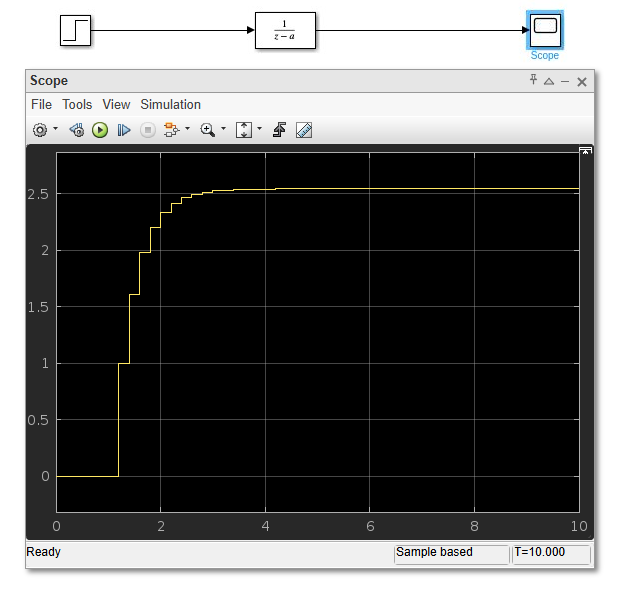 1
z − a
Scope
Scope
File Tools View Simulation
2.5
2
1.5
1
0.5
0
0 2 4 6 8 10
Ready Sample based T=10.000